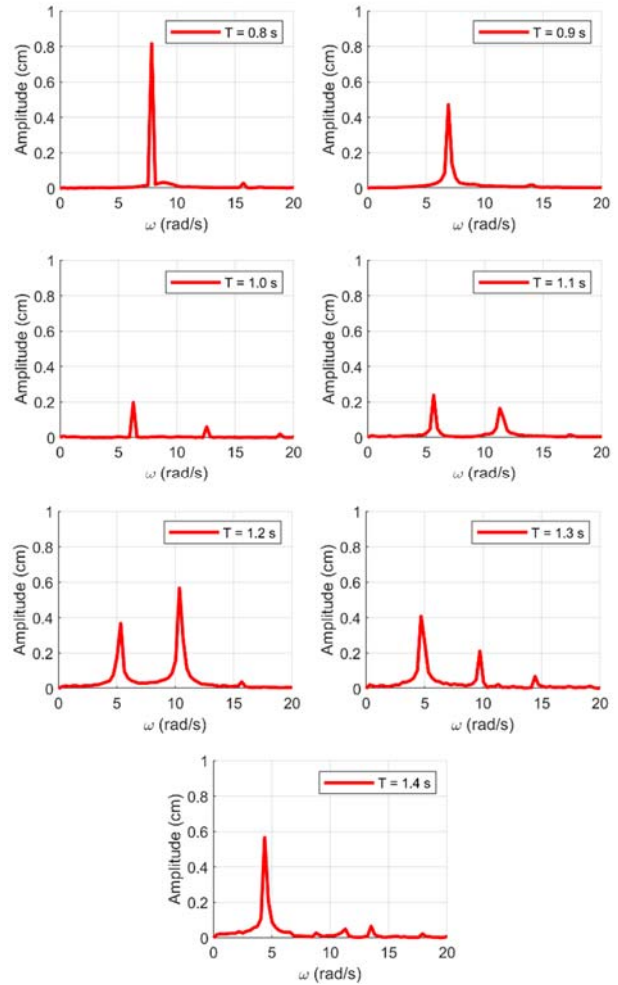 T = 0.8 s
Amplitude (cm)
1
0.8
0.6
0.4
0.2
0
0 5 10 15 20
ω (rad/s)
T = 0.9 s
Amplitude (cm)
1
0.8
0.6
0.4
0.2
0
0 5 10 15 20
ω (rad/s)
T = 1.0 s
Amplitude (cm)
1
0.8
0.6
0.4
0.2
0
0 5 10 15 20
ω (rad/s)
T = 1.1 s
Amplitude (cm)
1
0.8
0.6
0.4
0.2
0
0 5 10 15 20
ω (rad/s)
T = 1.2 s
Amplitude (cm)
1
0.8
0.6
0.4
0.2
0
0 5 10 15 20
ω (rad/s)
T = 1.3 s
Amplitude (cm)
1
0.8
0.6
0.4
0.2
0
0 5 10 15 20
ω (rad/s)
T = 1.4 s
Amplitude (cm)
1
0.8
0.6
0.4
0.2
0
0 5 10 15 20
ω (rad/s)